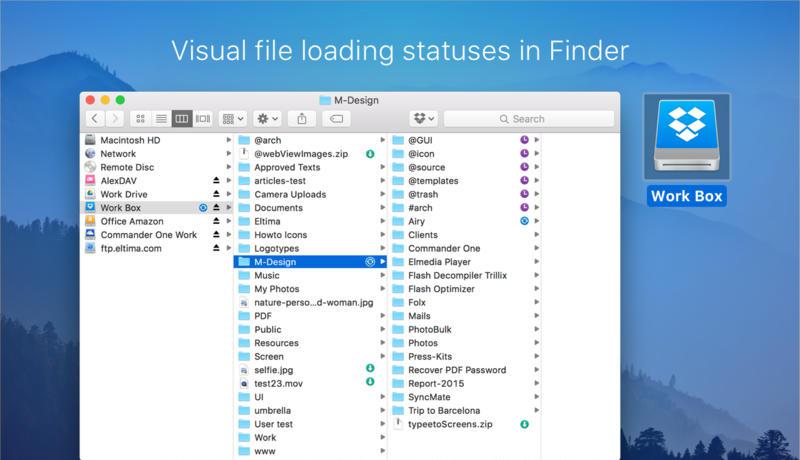 Visual file loading statuses in Finder
M-Design
Search
Macintosh HD
Network
Remote Disc
AlexDAV
Work Drive
Work Box
Office Amazon
Commander One Work
ftp.eltima.com
@arch
@webViewImages.zip
Approved Texts
articles-test
Camera Uploads
Documents
Eltima
Howto Icons
Logotypes
M-Design
Music
My Photos
nature-perso...d-woman.jpg
PDF
Public
Resources
Screen
selfie.jpg
test23.mov
UI
umbrella
User test
Work
www
@GUI
@icon
@source
@templates
@trash
#arch
Airy
Clients
Commander One
Elmedia Player
Flash Decompiler Trillix
Flash Optimizer
Folx
Mails
PhotoBulk
Photos
Press-Kits
Recover PDF Password
Report-2015
SyncMate
Trip to Barcelona
typeetoScreens.zip
Work Box